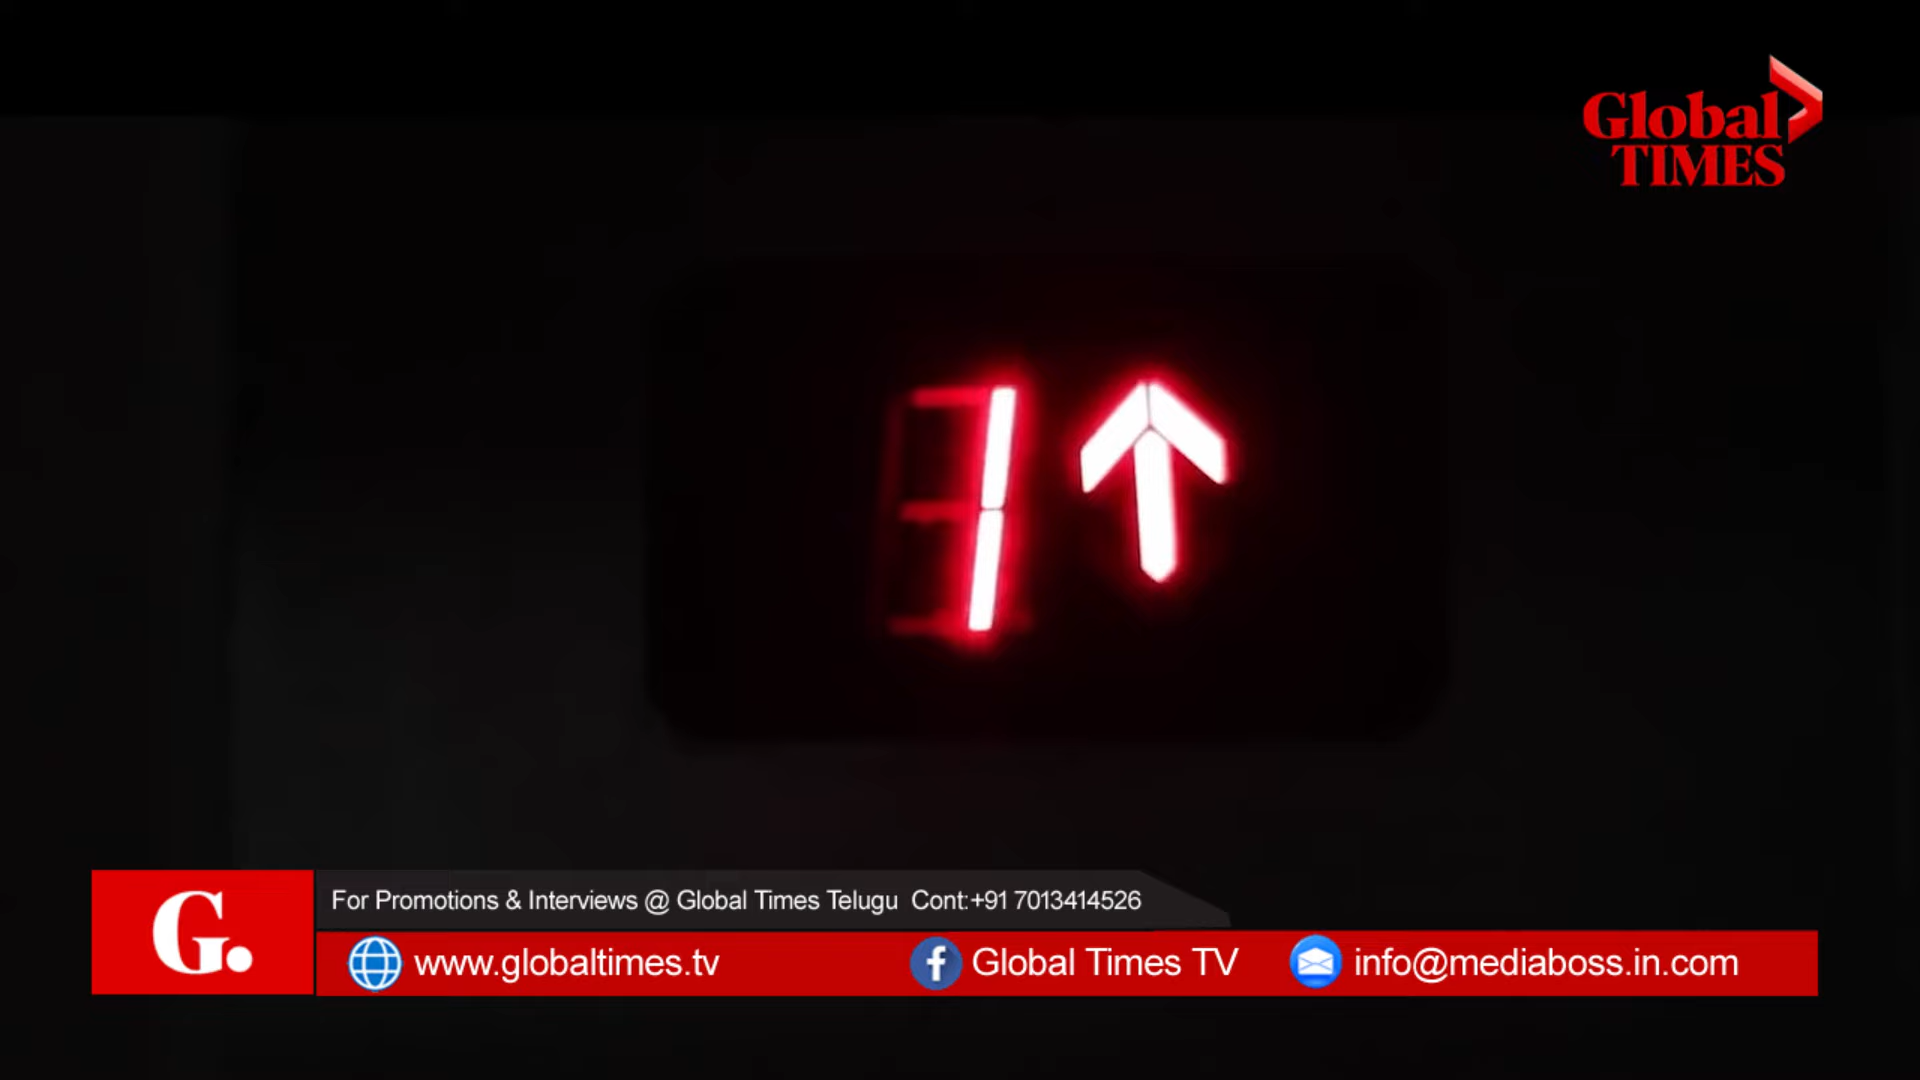 Global
TIMES
1
G.
For Promotions & Interviews @ Global Times Telugu Cont:+91 7013414526
www.globaltimes.tv
Global Times TV
info@mediaboss.in.com